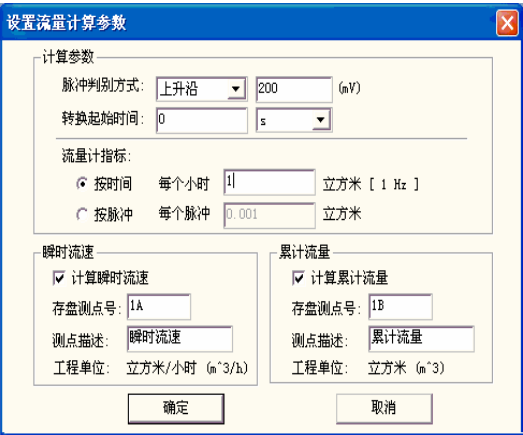 设置流量计算参数
计算参数
脉冲判别方式: 上升沿 200 (mV)
转换起始时间: 0 s
流量计指标:
按时间 每个小时 1 立方米 [ 1 Hz ]
按脉冲 每个脉冲 0.001 立方米
瞬时流速
计算瞬时流速
存盘测点号: 1A
测点描述: 瞬时流速
工程单位: 立方米/小时 (m^3/h)
累计流量
计算累计流量
存盘测点号: 1B
测点描述: 累计流量
工程单位: 立方米 (m^3)
确定 取消